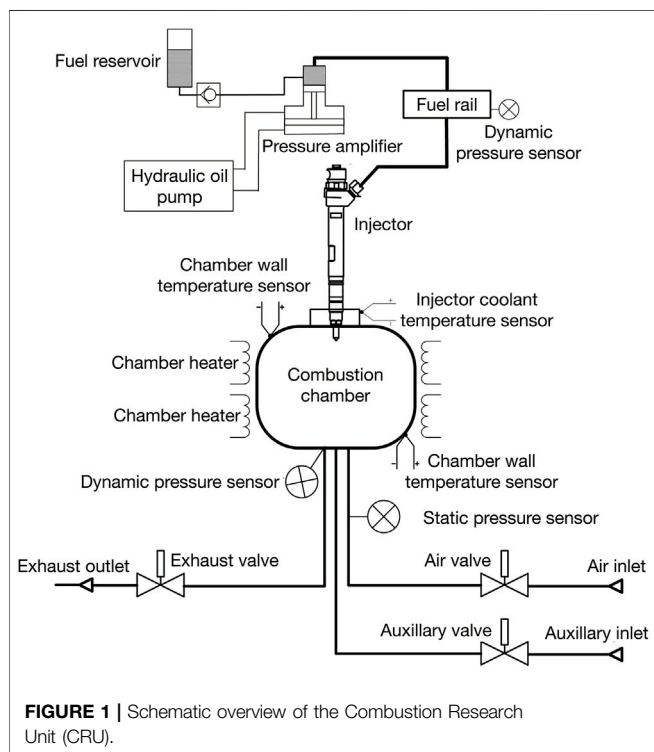 Fuel reservoir
Fuel rail
Dynamic
pressure sensor
Pressure amplifier
Hydraulic oil
pump
Injector
Chamber wall
temperature sensor
- +
+
Injector coolant
temperature sensor
Chamber heater
Combustion
chamber
Chamber heater
- +
Chamber wall
temperature sensor
Dynamic pressure sensor
Static pressure sensor
Exhaust outlet
Exhaust valve
Air valve
Air inlet
Auxillary valve
Auxillary inlet
FIGURE 1 | Schematic overview of the Combustion Research
Unit (CRU).